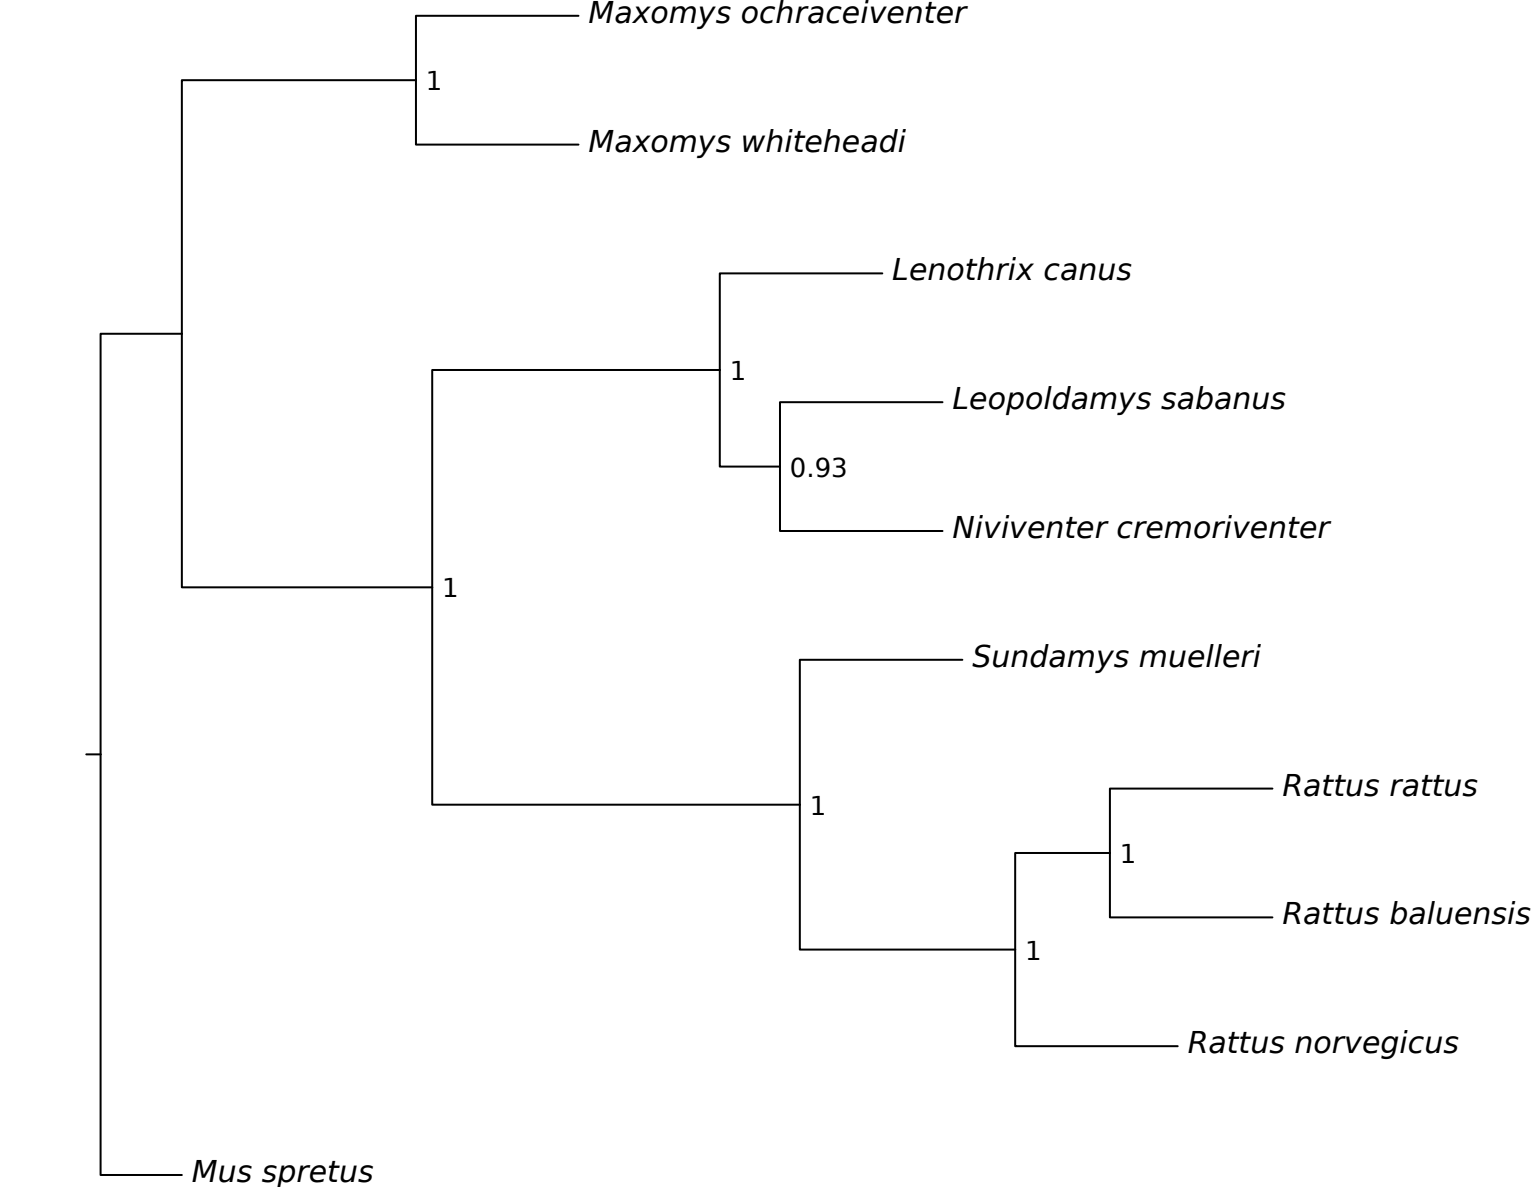 Maxomys ochraceiventer
1
Maxomys whiteheadi
Lenothrix canus
1
Leopoldamys sabanus
0.93
Niviventer cremoriventer
1
Sundamys muelleri
Rattus rattus
1
1
Rattus baluensis
1
Rattus norvegicus
Mus spretus